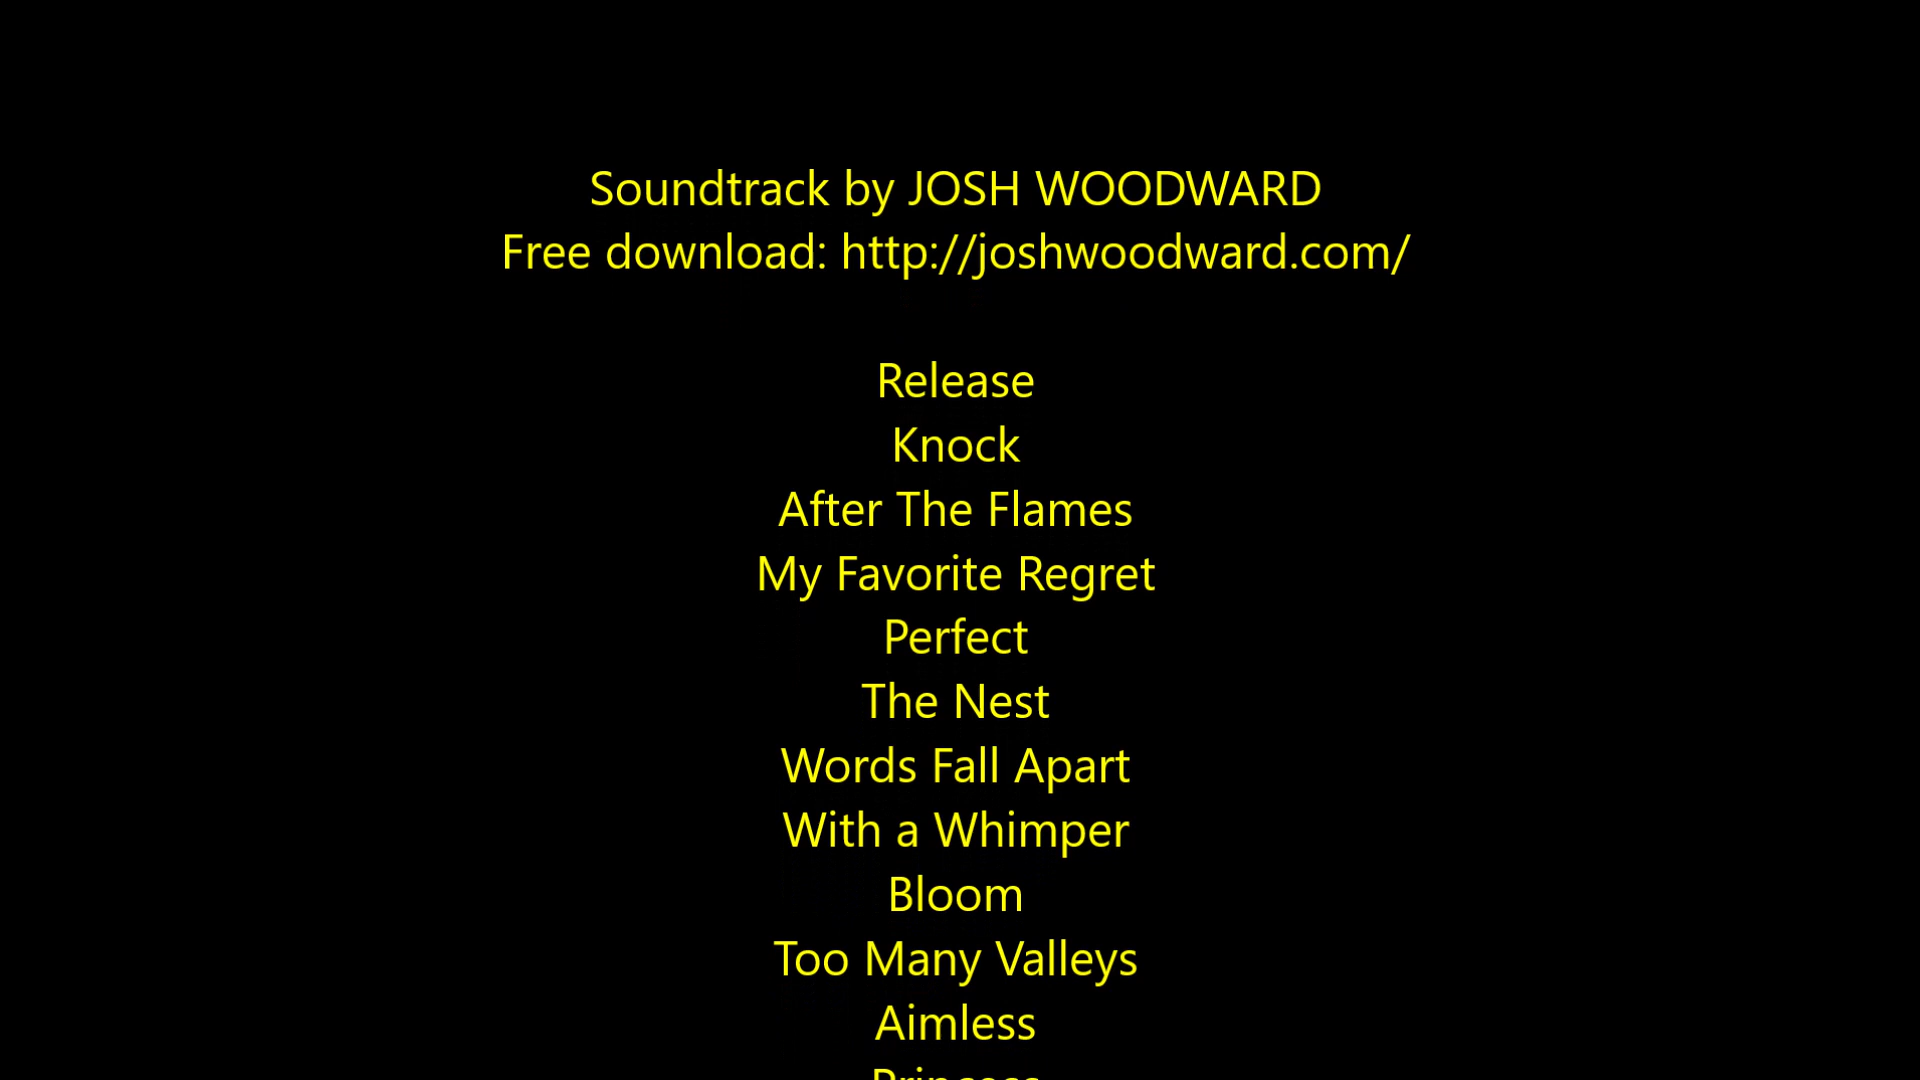 Soundtrack by JOSH WOODWARD
Free download: http://joshwoodward.com/
Release
Knock
After The Flames
My Favorite Regret
Perfect
The Nest
Words Fall Apart
With a Whimper
Bloom
Too Many Valleys
Aimless
Princess